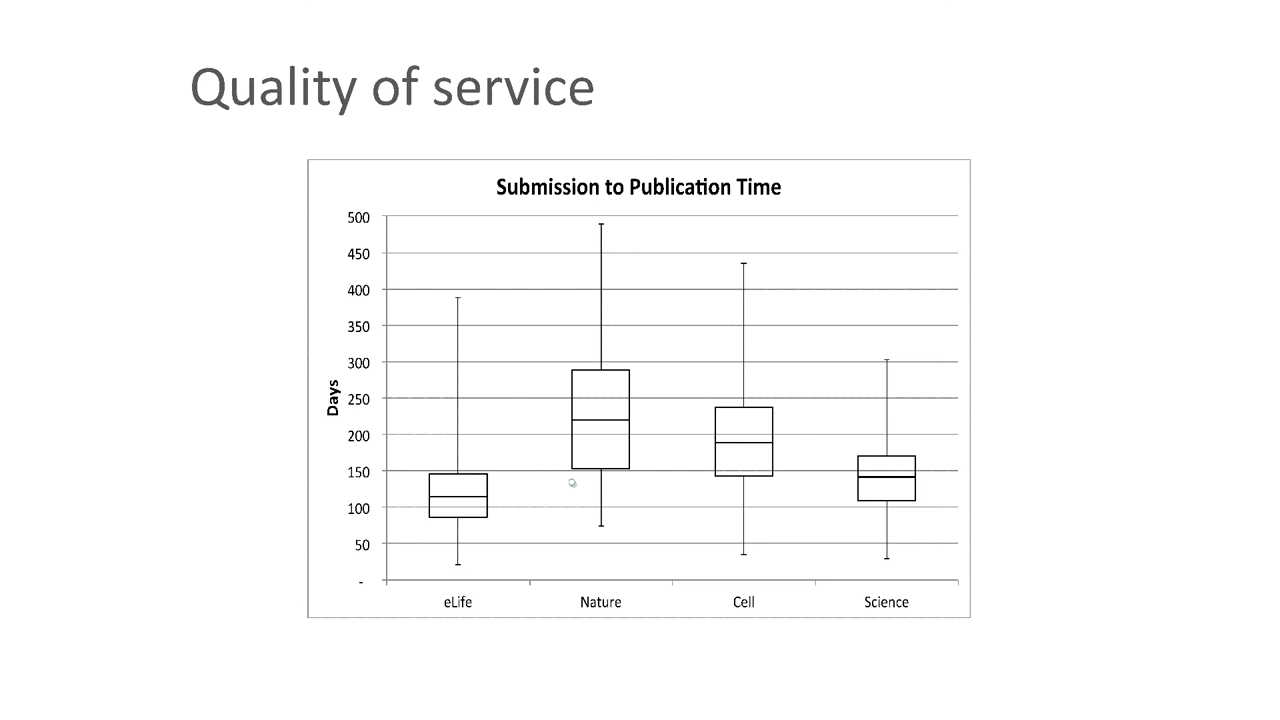 Quality of service
Submission to Publication Time
500
450
400
350
300
250
200
150
100
50
-
Days
eLife Nature Cell Science